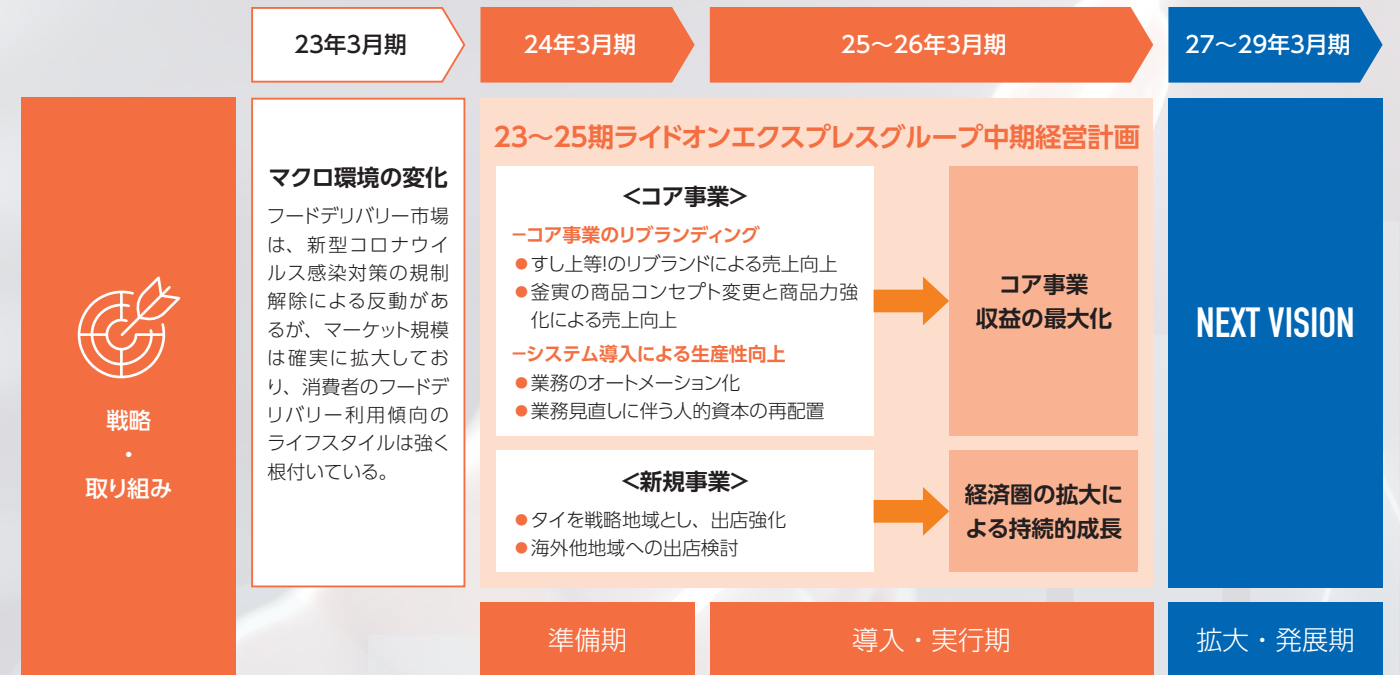 23年3月期
24年3月期
25～26年3月期
27～29年3月期
戦略
・
取り組み
マクロ環境の変化
フードデリバリー市場
は、新型コロナウイ
ルス感染対策の規制
解除による反動があ
るが、マーケット規模
は確実に拡大してお
り、消費者のフードデ
リバリー利用傾向の
ライフスタイルは強く
根付いている。
23～25期ライドオンエクスプレスグループ中期経営計画
＜コア事業＞
－コア事業のリブランディング
●すし上等!のリブランドによる売上向上
●釜寅の商品コンセプト変更と商品力強
化による売上向上
－システム導入による生産性向上
●業務のオートメーション化
●業務見直しに伴う人的資本の再配置
コア事業
収益の最大化
＜新規事業＞
●タイを戦略地域とし、出店強化
●海外他地域への出店検討
経済圏の拡大に
よる持続的成長
NEXT VISION
準備期
導入・実行期
拡大・発展期